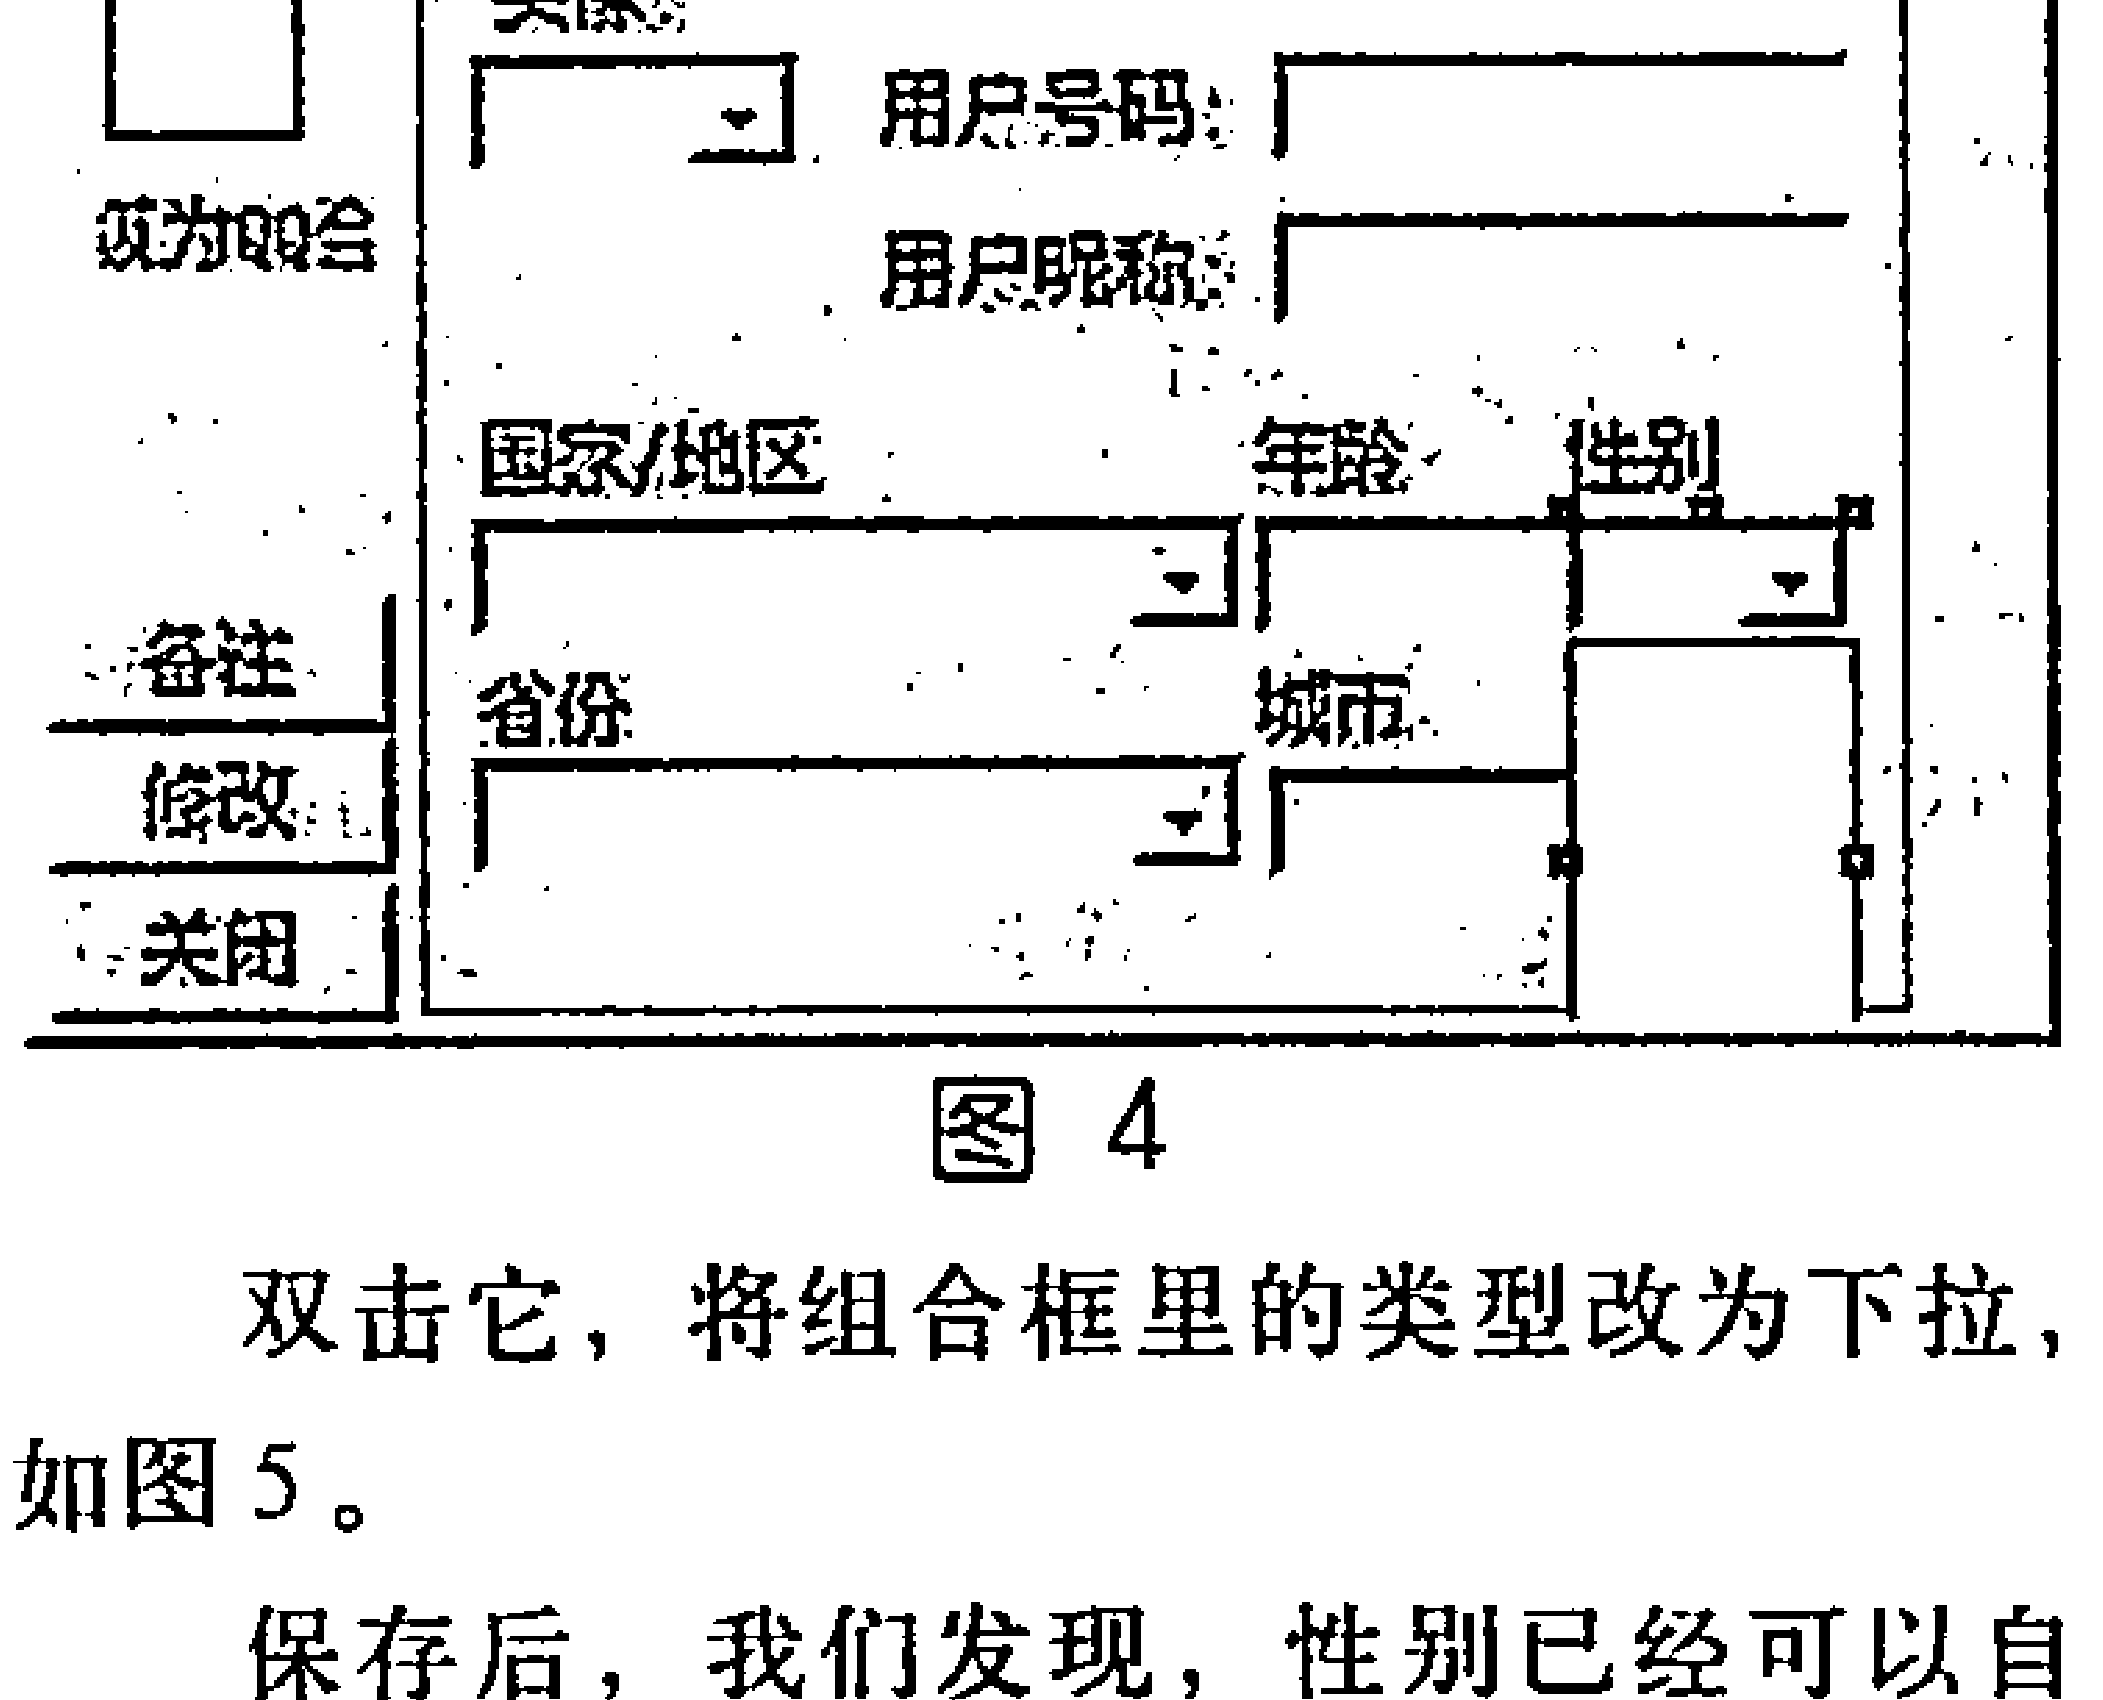 头像:
用户号码:
设为QQ会
用户昵称:
国家/地区 年龄 性别
备注
省份 城市
修改
关闭
图 4
双击它，将组合框里的类型改为下拉，
如图 5。
保存后，我们发现，性别已经可以自